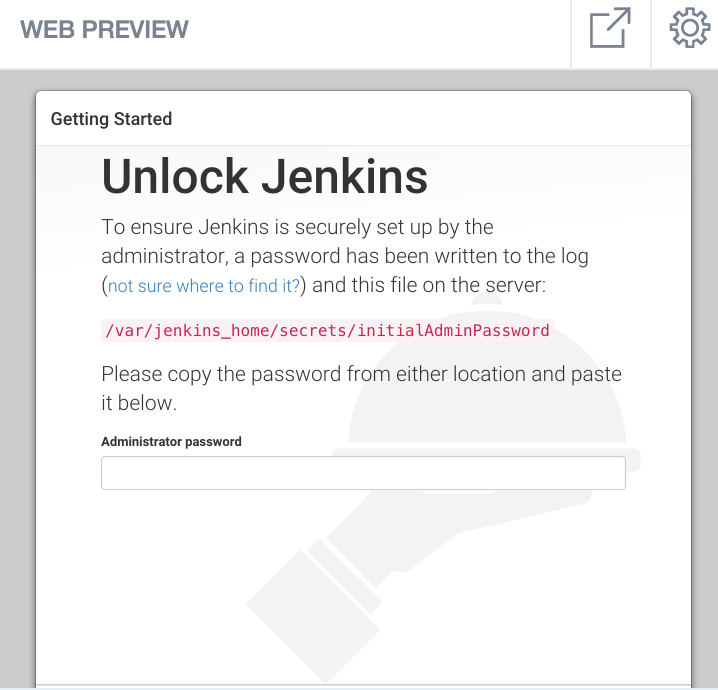 WEB PREVIEW
Getting Started
Unlock Jenkins
To ensure Jenkins is securely set up by the
administrator, a password has been written to the log
(not sure where to find it?) and this file on the server:
/var/jenkins_home/secrets/initialAdminPassword
Please copy the password from either location and paste
it below.
Administrator password